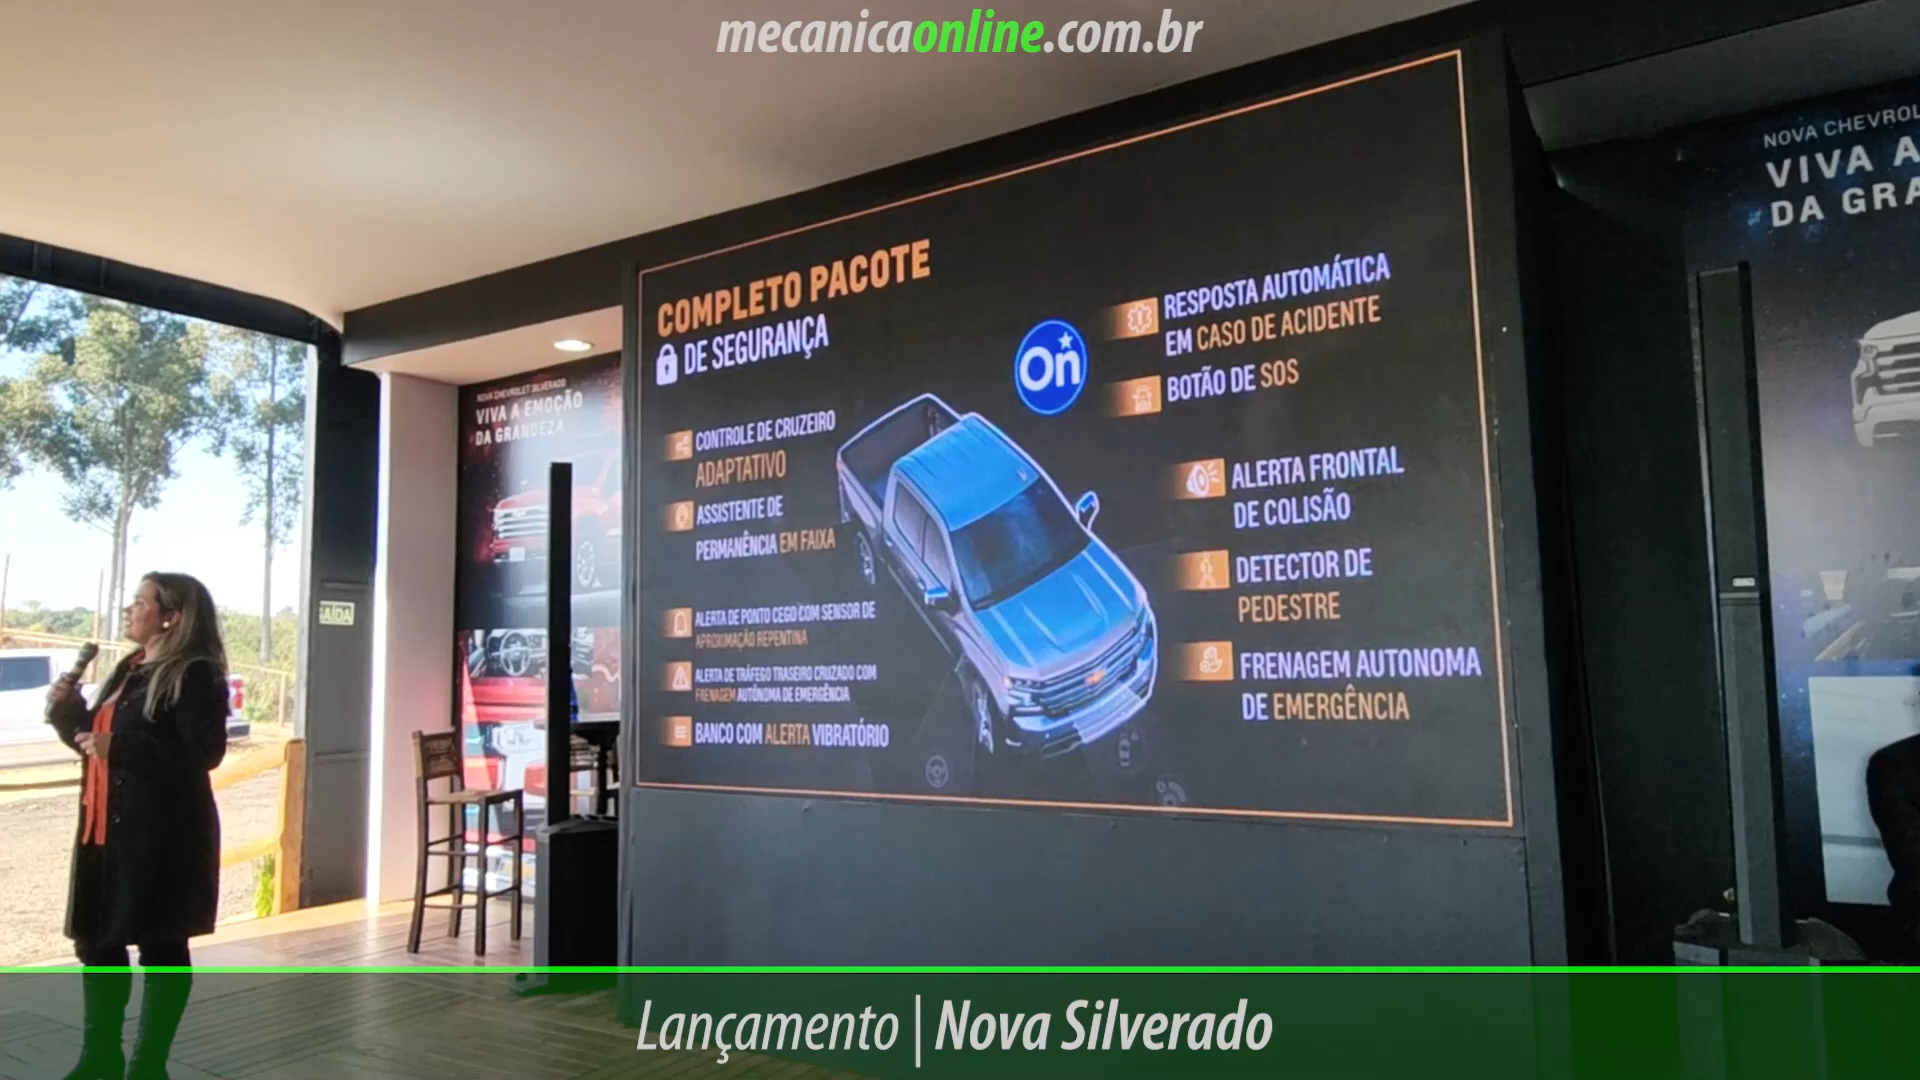 mecanicaonline.com.br
NOVA CHEVROL
VIVA A
DA GRA
COMPLETO PACOTE
DE SEGURANÇA
On
RESPOSTA AUTOMÁTICA
EM CASO DE ACIDENTE
BOTÃO DE SOS
NOVA CHEVROLET SILVERADO
VIVA A EMOÇÃO
DA GRANDEZA
CONTROLE DE CRUZEIRO
ADAPTATIVO
ASSISTENTE DE
PERMANÊNCIA EM FAIXA
ALERTA DE PONTO CEGO COM SENSOR DE
APROXIMAÇÃO REPENTINA
ALERTA DE TRÁFEGO TRASEIRO CRUZADO COM
FRENAGEM AUTÔNOMA DE EMERGÊNCIA
BANCO COM ALERTA VIBRATÓRIO
ALERTA FRONTAL
DE COLISÃO
DETECTOR DE
PEDESTRE
FRENAGEM AUTONOMA
DE EMERGÊNCIA
SAÍDA
Lançamento | Nova Silverado